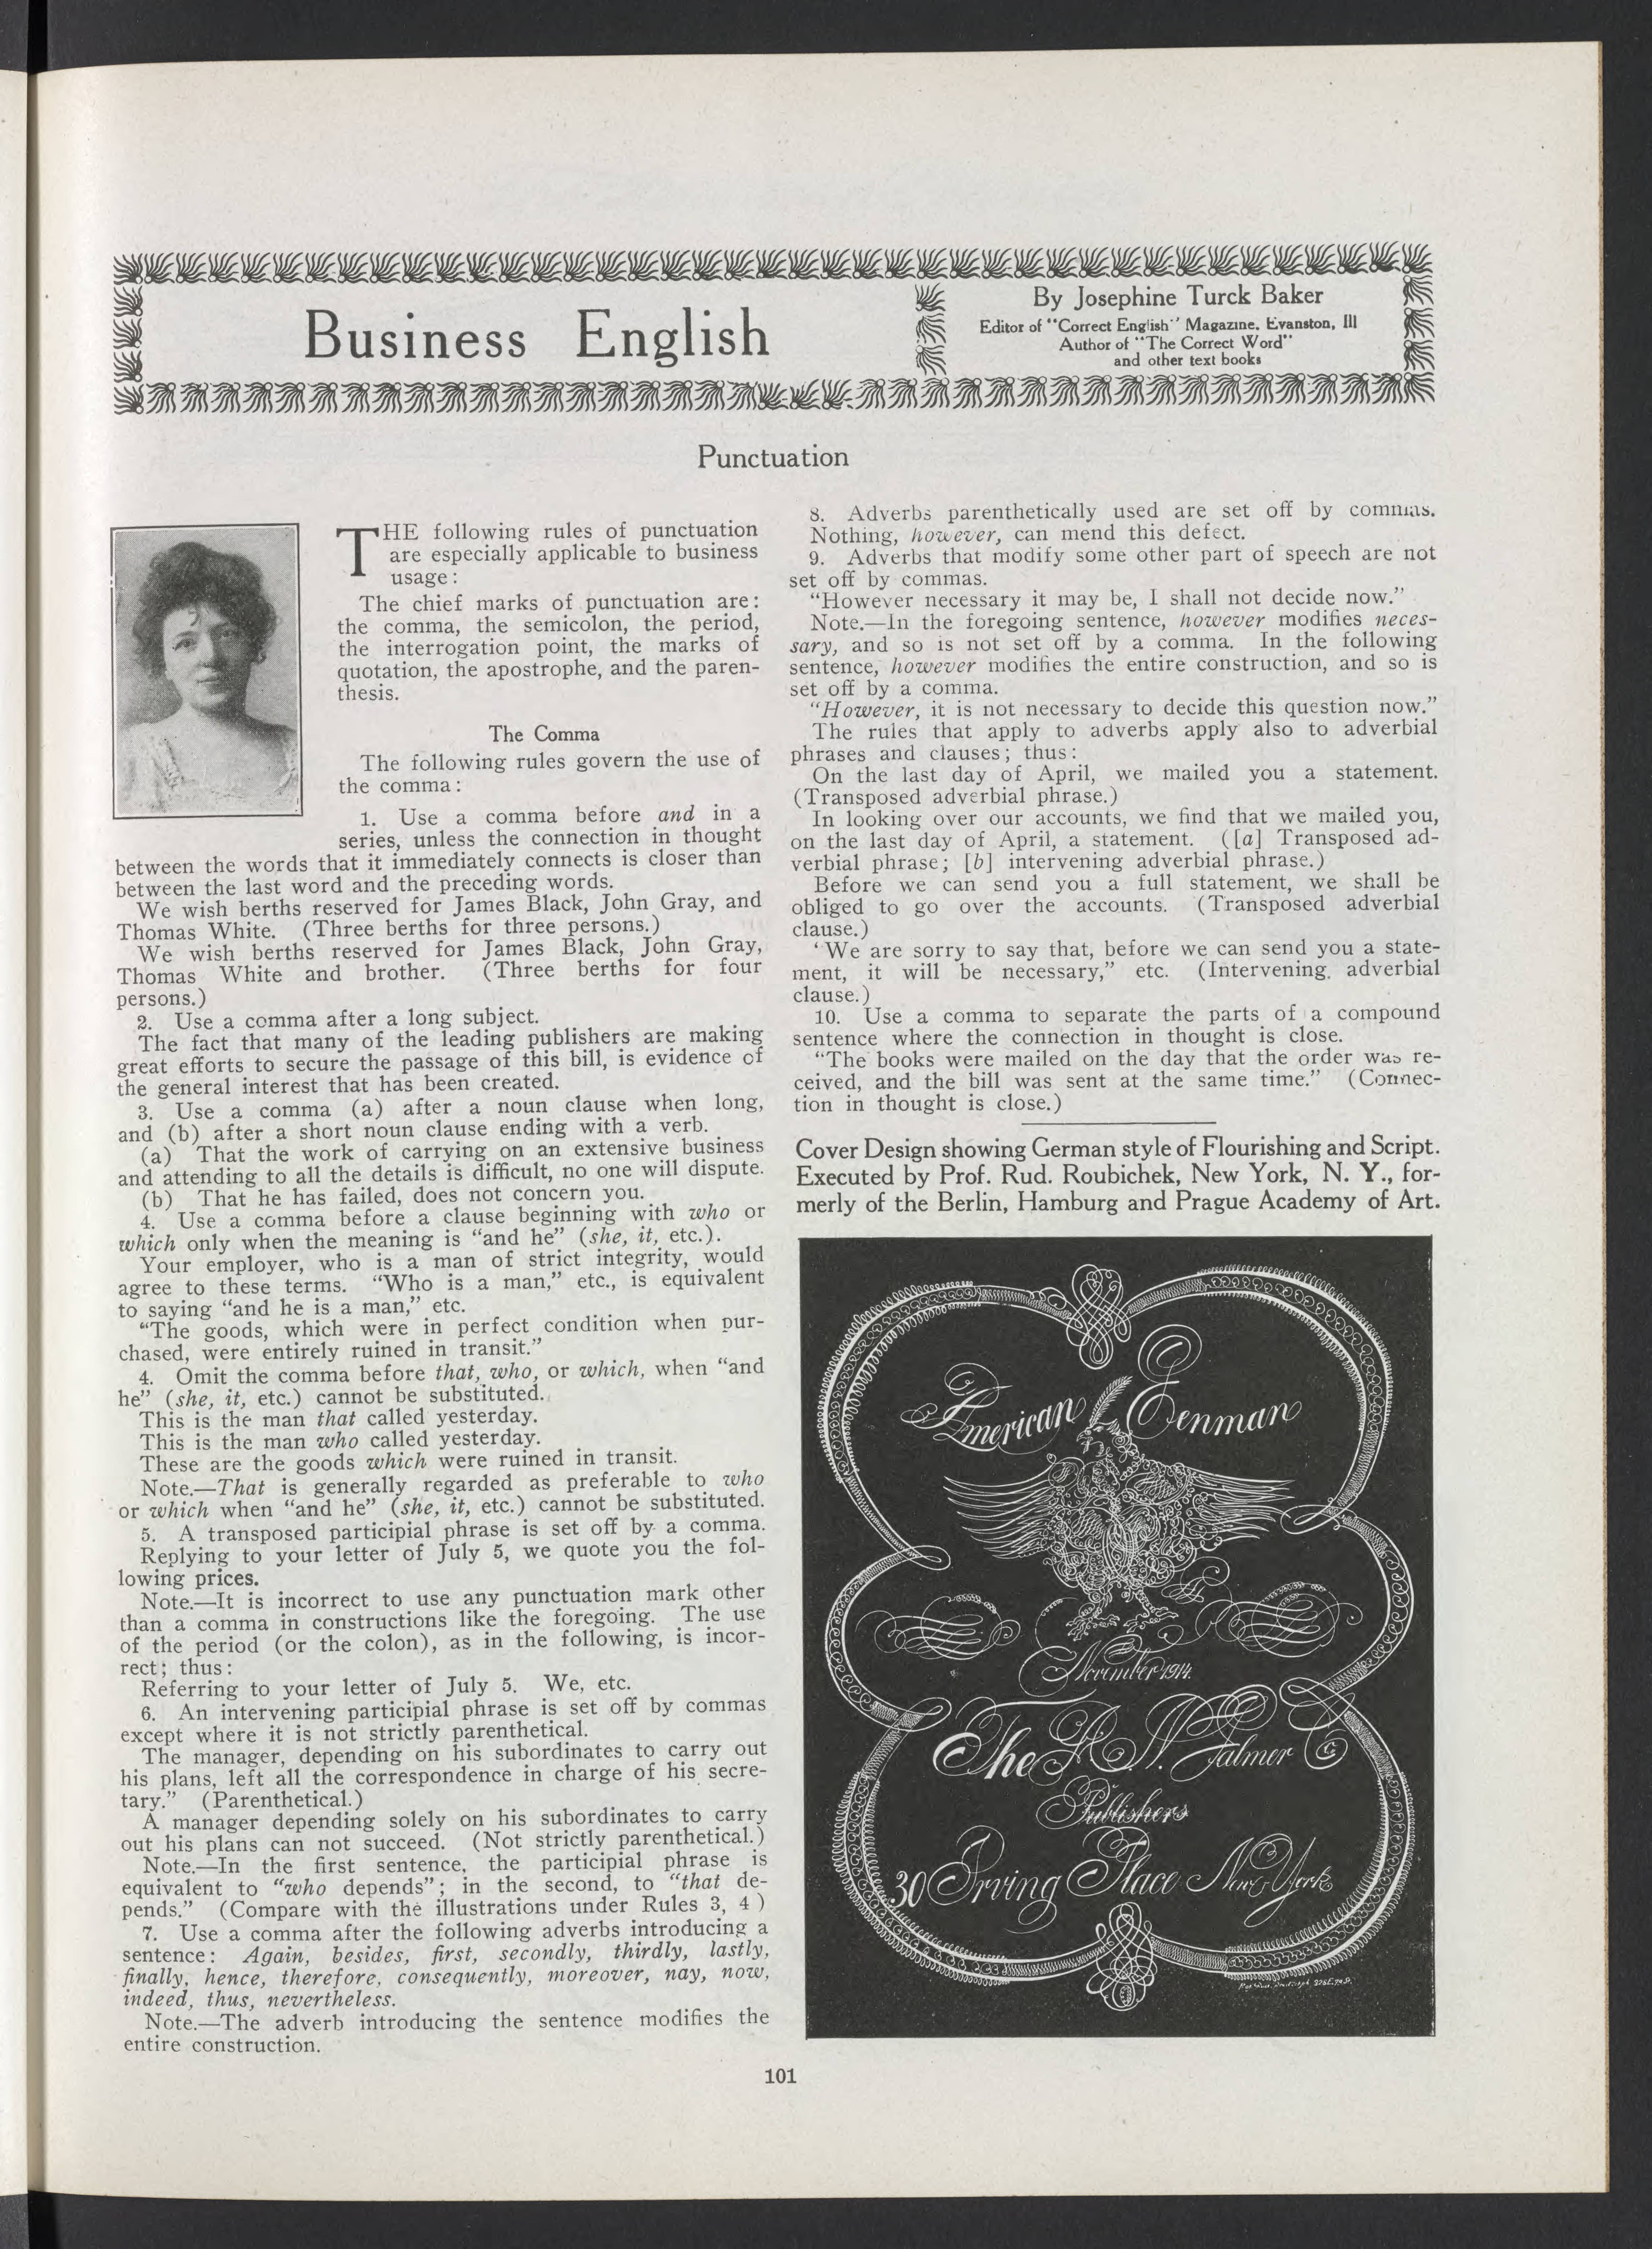 Business English
By Josephine Turck Baker
Editor of "Correct English" Magazine, Evanston, Ill
Author of "The Correct Word"
and other text books
Punctuation
THE following rules of punctuation
are especially applicable to business
usage:
The chief marks of punctuation are:
the comma, the semicolon, the period,
the interrogation point, the marks of
quotation, the apostrophe, and the paren-
thesis.
The Comma
The following rules govern the use of
the comma:
1. Use a comma before and in a
series, unless the connection in thought
between the words that it immediately connects is closer than
between the last word and the preceding words.
We wish berths reserved for James Black, John Gray, and
Thomas White. (Three berths for three persons.)
We wish berths reserved for James Black, John Gray,
Thomas White and brother. (Three berths for four
persons.)
2. Use a comma after a long subject.
The fact that many of the leading publishers are making
great efforts to secure the passage of this bill, is evidence of
the general interest that has been created.
3. Use a comma (a) after a noun clause when long,
and (b) after a short noun clause ending with a verb.
(a) That the work of carrying on an extensive business
and attending to all the details is difficult, no one will dispute.
(b) That he has failed, does not concern you.
4. Use a comma before a clause beginning with who or
which only when the meaning is "and he" (she, it, etc.).
Your employer, who is a man of strict integrity, would
agree to these terms. "Who is a man," etc., is equivalent
to saying "and he is a man," etc.
"The goods, which were in perfect condition when pur-
chased, were entirely ruined in transit."
4. Omit the comma before that, who, or which, when "and
he" (she, it, etc.) cannot be substituted.
This is the man that called yesterday.
This is the man who called yesterday.
These are the goods which were ruined in transit.
Note.—That is generally regarded as preferable to who
or which when "and he" (she, it, etc.) cannot be substituted.
5. A transposed participial phrase is set off by a comma.
Replying to your letter of July 5, we quote you the fol-
lowing prices.
Note.—It is incorrect to use any punctuation mark other
than a comma in constructions like the foregoing. The use
of the period (or the colon), as in the following, is incor-
rect; thus:
Referring to your letter of July 5. We, etc.
6. An intervening participial phrase is set off by commas
except where it is not strictly parenthetical.
The manager, depending on his subordinates to carry out
his plans, left all the correspondence in charge of his secre-
tary." (Parenthetical.)
A manager depending solely on his subordinates to carry
out his plans can not succeed. (Not strictly parenthetical.)
Note.—In the first sentence, the participial phrase is
equivalent to "who depends"; in the second, to "that de-
pends." (Compare with the illustrations under Rules 3, 4 )
7. Use a comma after the following adverbs introducing a
sentence: Again, besides, first, secondly, thirdly, lastly,
finally, hence, therefore, consequently, moreover, nay, now,
indeed, thus, nevertheless.
Note.—The adverb introducing the sentence modifies the
entire construction.
8. Adverbs parenthetically used are set off by commas.
Nothing, however, can mend this defect.
9. Adverbs that modify some other part of speech are not
set off by commas.
"However necessary it may be, I shall not decide now."
Note.—In the foregoing sentence, however modifies neces-
sary, and so is not set off by a comma. In the following
sentence, however modifies the entire construction, and so is
set off by a comma.
"However, it is not necessary to decide this question now."
The rules that apply to adverbs apply also to adverbial
phrases and clauses; thus:
On the last day of April, we mailed you a statement.
(Transposed adverbial phrase.)
In looking over our accounts, we find that we mailed you,
on the last day of April, a statement. ([a] Transposed ad-
verbial phrase; [b] intervening adverbial phrase.)
Before we can send you a full statement, we shall be
obliged to go over the accounts. (Transposed adverbial
clause.)
'We are sorry to say that, before we can send you a state-
ment, it will be necessary," etc. (Intervening adverbial
clause.)
10. Use a comma to separate the parts of a compound
sentence where the connection in thought is close.
"The books were mailed on the day that the order was re-
ceived, and the bill was sent at the same time." (Connec-
tion in thought is close.)
Cover Design showing German style of Flourishing and Script.
Executed by Prof. Rud. Roubichek, New York, N. Y., for-
merly of the Berlin, Hamburg and Prague Academy of Art.
American Penman
November 1914
The A. N. Palmer Co
Publishers
30 Irving Place New York
101